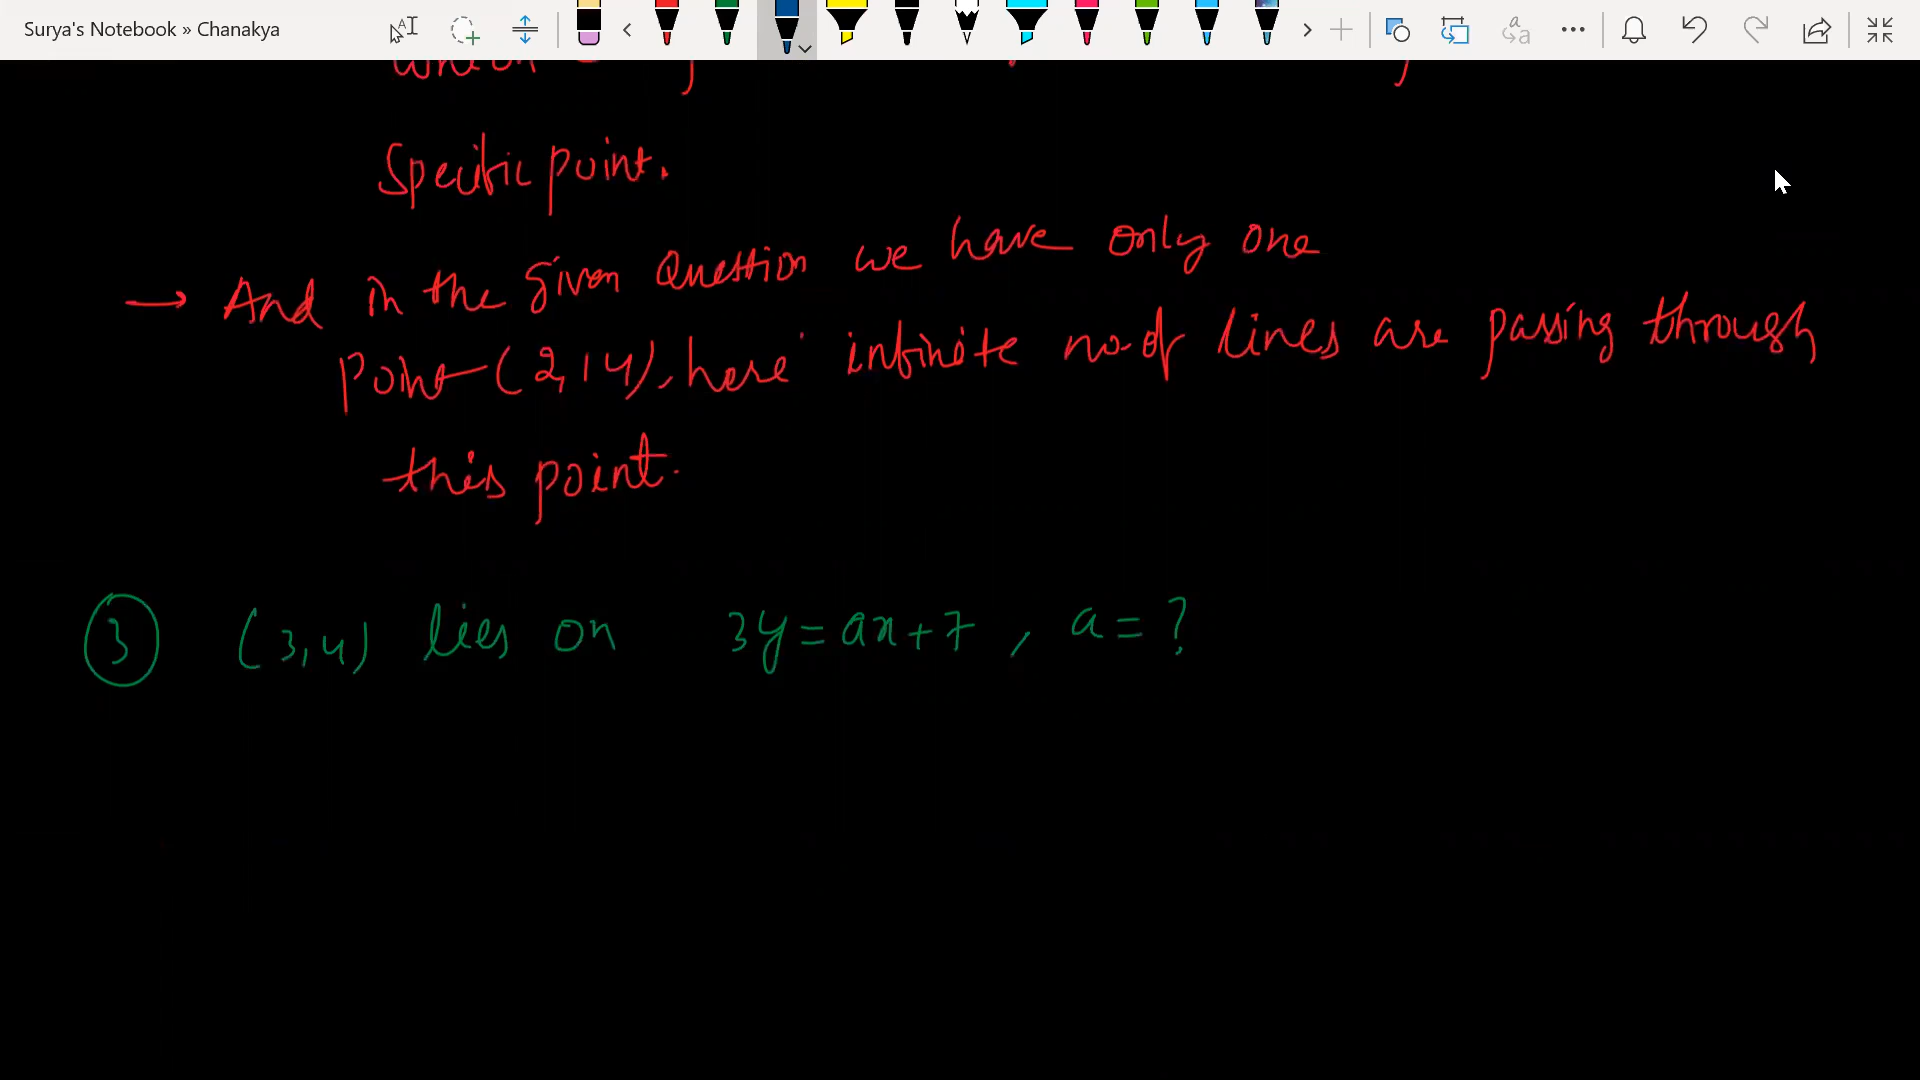 Surya's Notebook » Chanakya
Specific point.
→ And in the given Question we have only one
point (2,14), here infinite no.of lines are passing through
this point.
③ (3,4) lies on 3y=ax+7, a=?